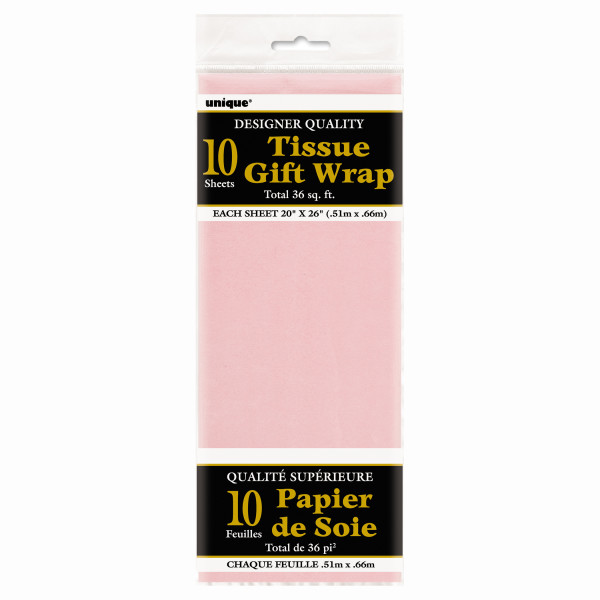 unique®
DESIGNER QUALITY
10 Sheets
Tissue
Gift Wrap
Total 36 sq. ft.
EACH SHEET 20" X 26" (.51m x .66m)
QUALITÉ SUPÉRIEURE
10 Feuilles
Papier
de Soie
Total de 36 pi²
CHAQUE FEUILLE .51m x .66m